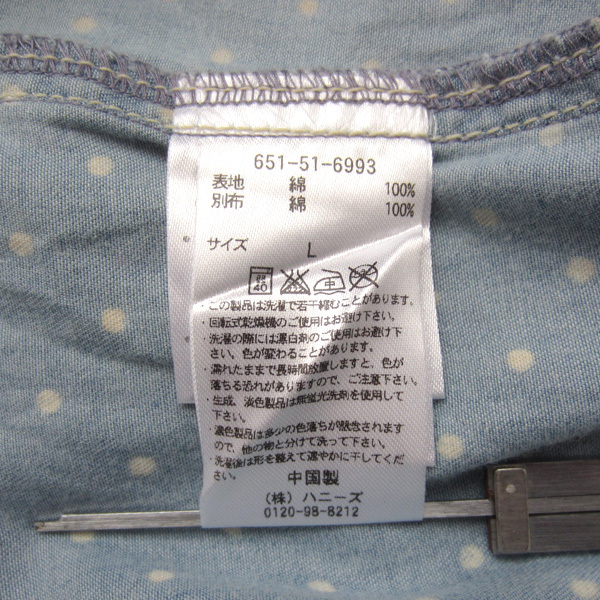 651-51-6993
表地 綿 100%
別布 綿 100%
サイズ L
40 中
・この製品は洗濯で若干縮むことがあります。
・回転式乾燥機のご使用はお避け下さい。
・洗濯の際には漂白剤のご使用はお避け下
さい。色が変わることがあります。
・濡れたままで長時間放置しますと、色が
落ちる恐れがありますので、ご注意下さい。
・生成、淡色製品は無蛍光洗剤を使用して
下さい。
・濃色製品は多少の色落ちが懸念されます
ので、他の物と分けて洗って下さい。
・洗濯後は形を整えて速やかに干してくだ
さい。
中国製
(株) ハニーズ
0120-98-8212